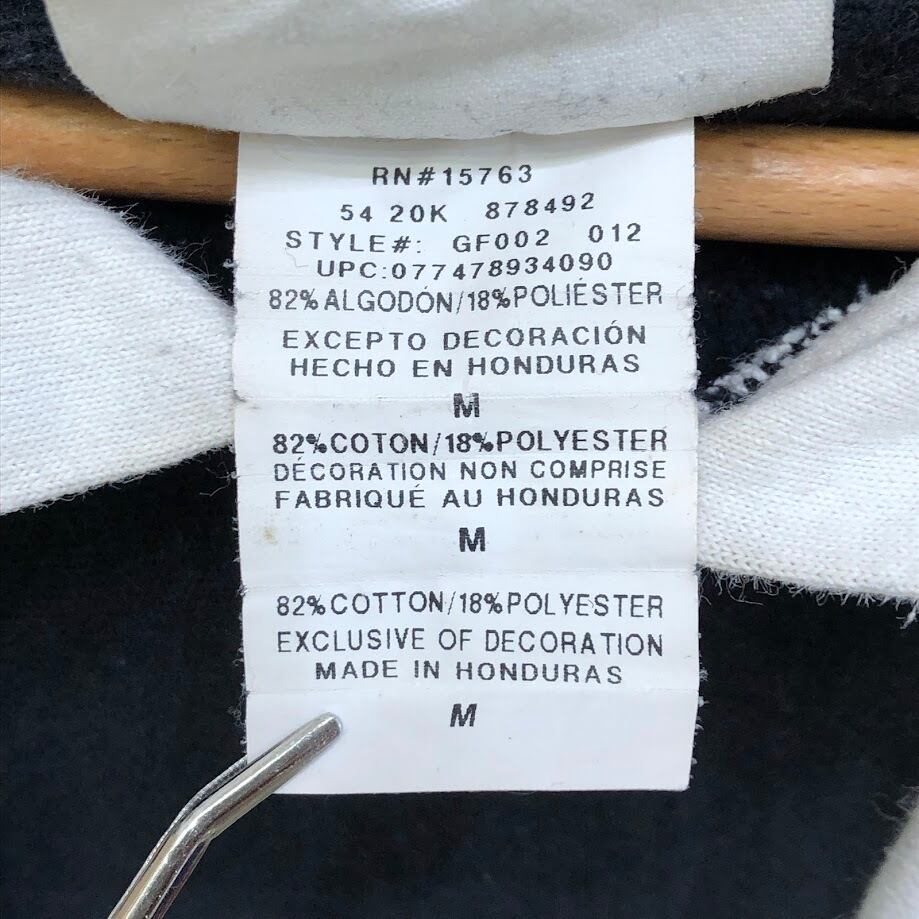 RN#15763
54 20K 878492
STYLE#: GF002 012
UPC:077478934090
82%ALGODÓN/18%POLIÉSTER
EXCEPTO DECORACIÓN
HECHO EN HONDURAS
M
82%COTON/18%POLYESTER
DÉCORATION NON COMPRISE
FABRIQUÉ AU HONDURAS
M
82%COTTON/18%POLYESTER
EXCLUSIVE OF DECORATION
MADE IN HONDURAS
M